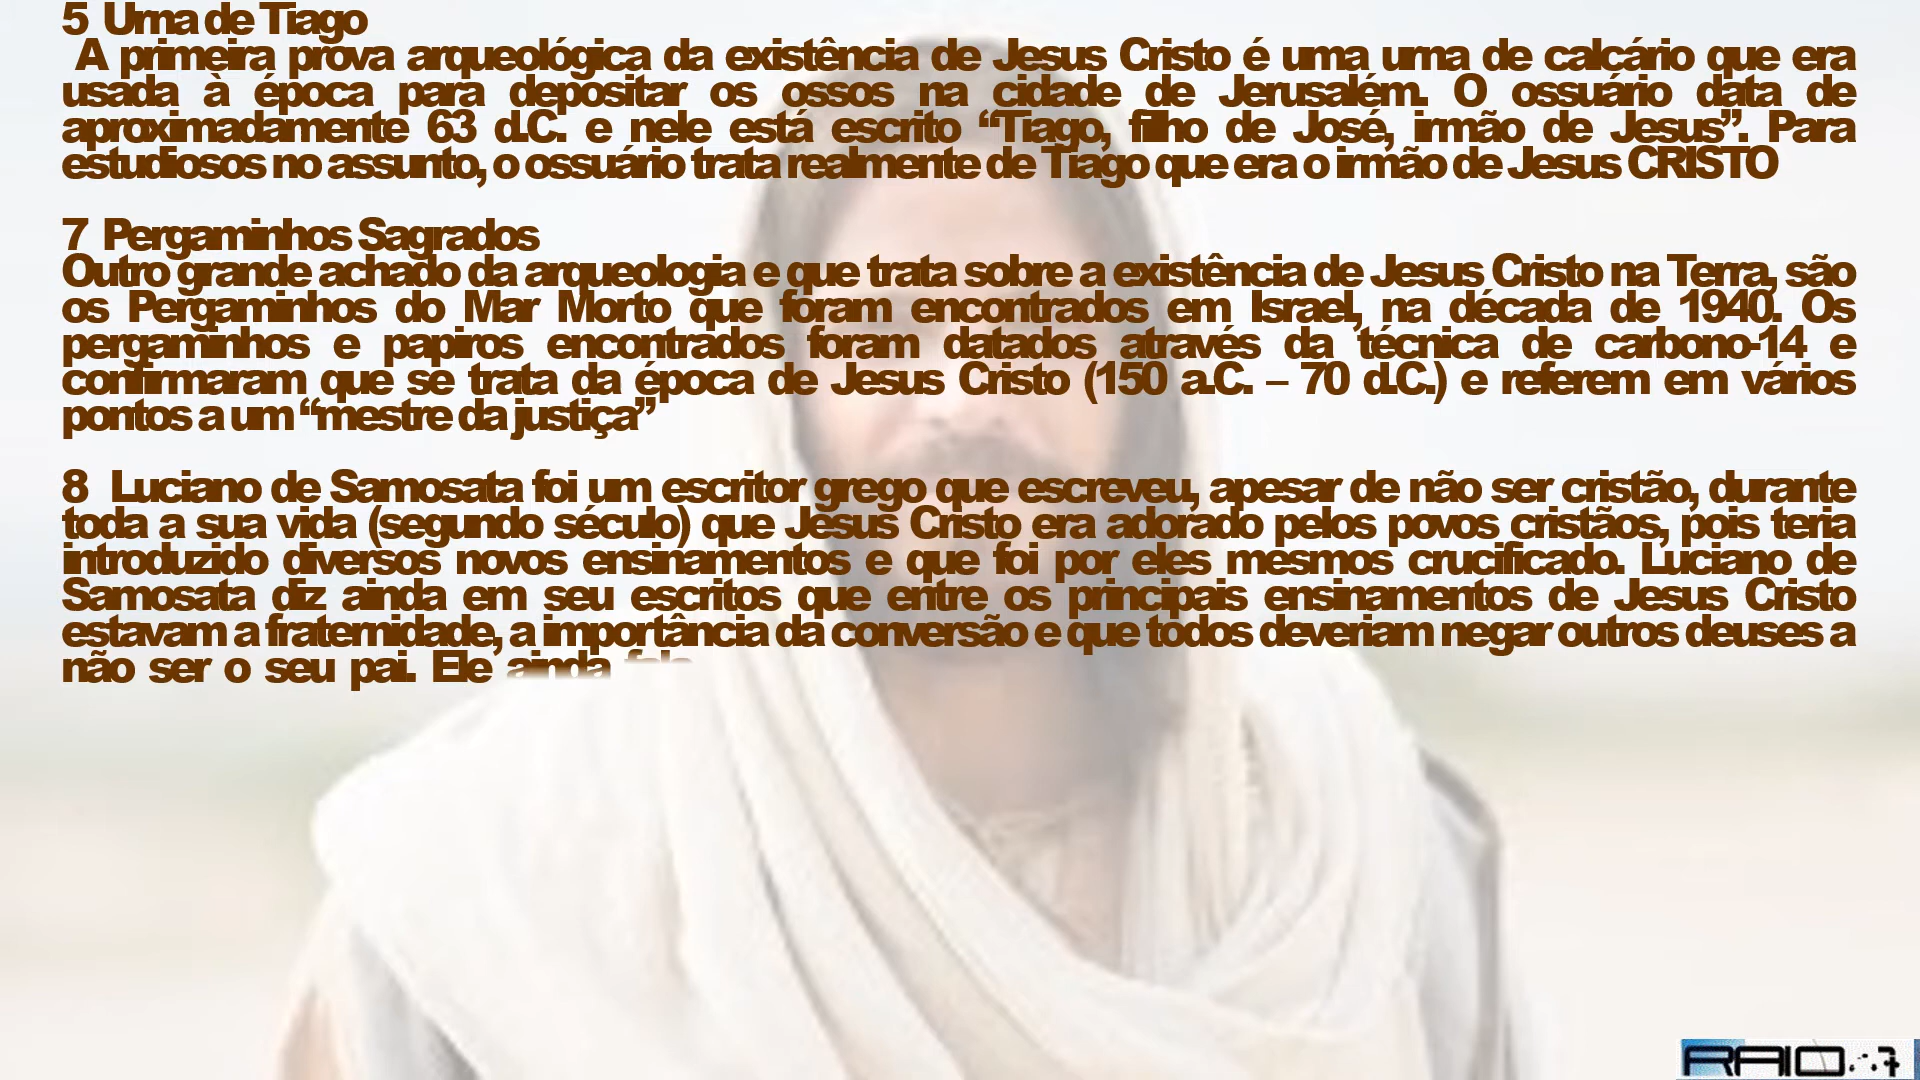 5 Urna de Tiago
A primeira prova arqueológica da existência de Jesus Cristo é uma urna de calcário que era
usada à época para depositar os ossos na cidade de Jerusalém. O ossuário data de
aproximadamente 63 d.C. e nele está escrito “Tiago, filho de José, irmão de Jesus”. Para
estudiosos no assunto, o ossuário trata realmente de Tiago que era o irmão de Jesus CRISTO
7 Pergaminhos Sagrados
Outro grande achado da arqueologia e que trata sobre a existência de Jesus Cristo na Terra, são
os Pergaminhos do Mar Morto que foram encontrados em Israel, na década de 1940. Os
pergaminhos e papiros encontrados foram datados através da técnica de carbono-14 e
confirmaram que se trata da época de Jesus Cristo (150 a.C. – 70 d.C.) e referem em vários
pontos a um “mestre da justiça”
8 Luciano de Samosata foi um escritor grego que escreveu, apesar de não ser cristão, durante
toda a sua vida (segundo século) que Jesus Cristo era adorado pelos povos cristãos, pois teria
introduzido diversos novos ensinamentos e que foi por eles mesmos crucificado. Luciano de
Samosata diz ainda em seu escritos que entre os principais ensinamentos de Jesus Cristo
estavam a fraternidade, a importância da conversão e que todos deveriam negar outros deuses a
não ser o seu pai. Ele ainda
RAIO